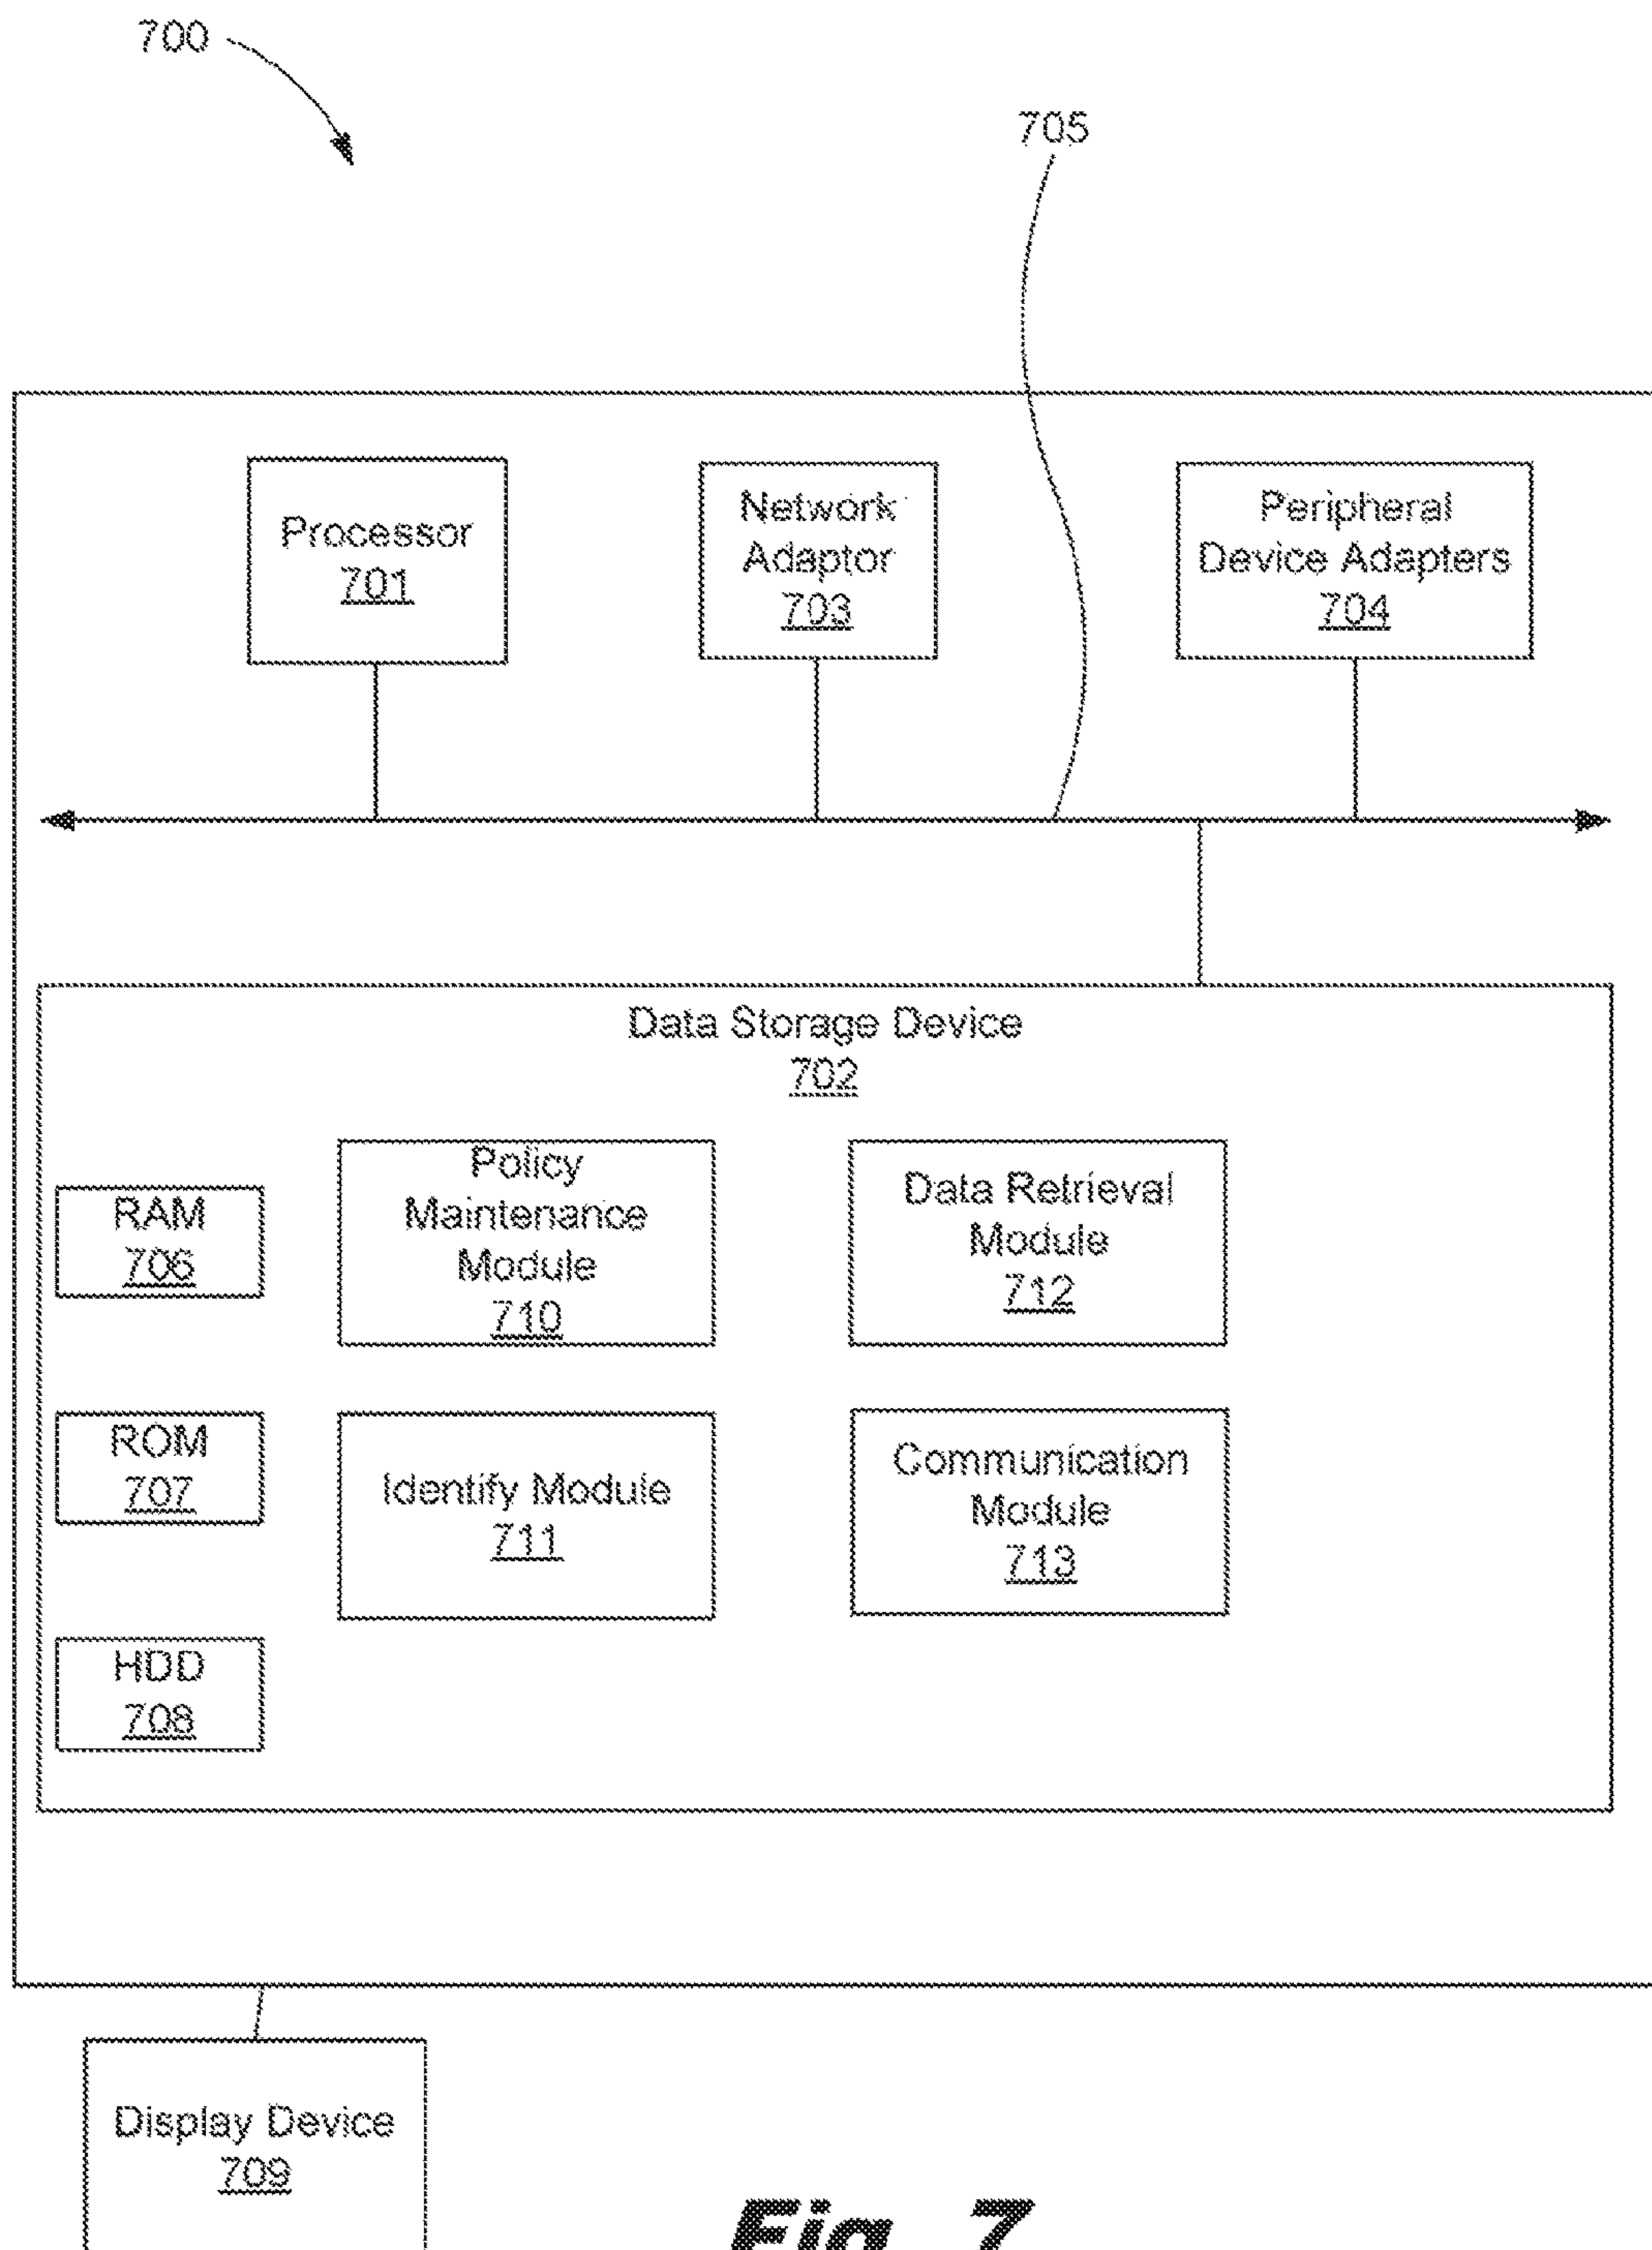 700
705
Processor
701
Network
Adaptor
703
Peripheral
Device Adapters
704
Data Storage Device
702
RAM
706
Policy
Maintenance
Module
710
Data Retrieval
Module
712
ROM
707
Identify Module
711
Communication
Module
713
HDD
708
Display Device
709
Fig. 7